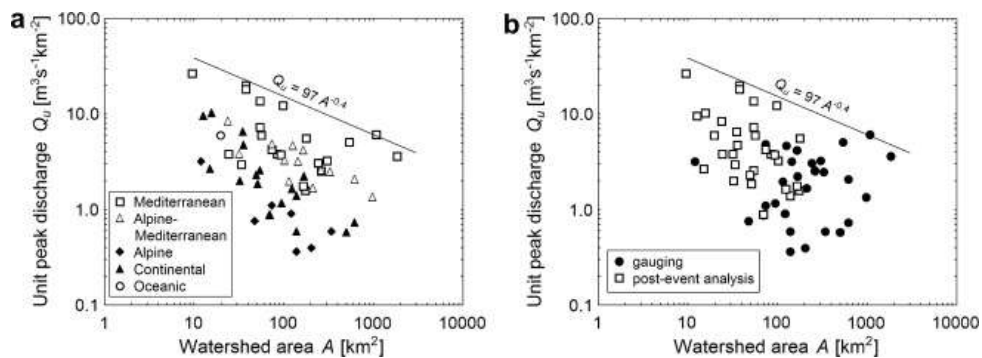 a
100.0
10.0
1.0
0.1
Unit peak discharge Qu [m3s-1km-2]
Qu = 97 A-0.4
Mediterranean
Alpine-
Mediterranean
Alpine
Continental
Oceanic
1 10 100 1000 10000
Watershed area A [km2]
b
100.0
10.0
1.0
0.1
Unit peak discharge Qu [m3s-1km-2]
Qu = 97 A-0.4
gauging
post-event analysis
1 10 100 1000 10000
Watershed area A [km2]